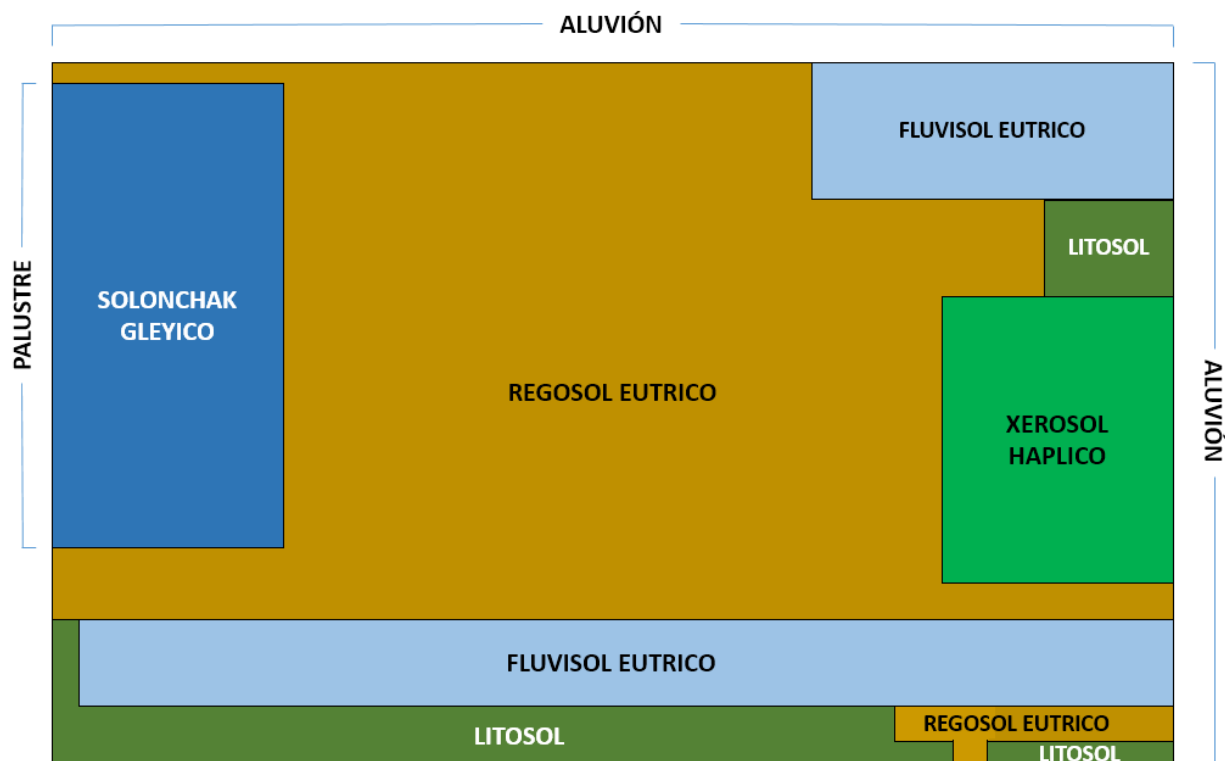 ALUVIÓN
FLUVISOL EUTRICO
LITOSOL
PALUSTRE
SOLONCHAK
GLEYICO
REGOSOL EUTRICO
XEROSOL
HAPLICO
ALUVIÓN
FLUVISOL EUTRICO
REGOSOL EUTRICO
LITOSOL
LITOSOL